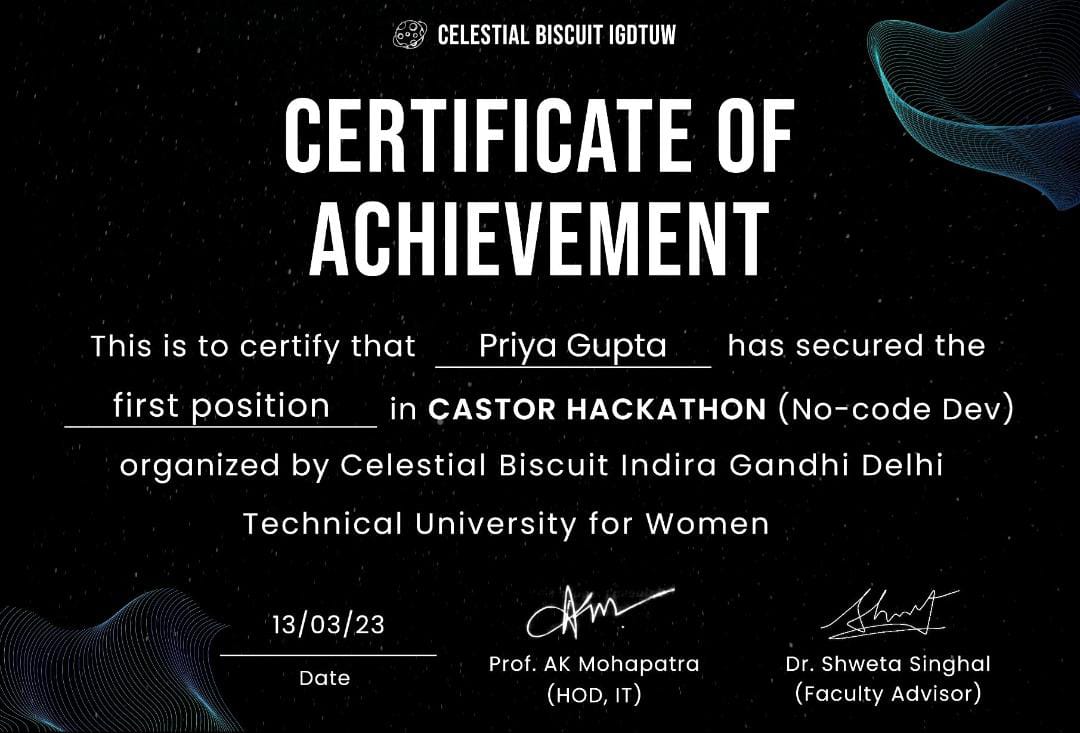 CELESTIAL BISCUIT IGDTUW
CERTIFICATE OF
ACHIEVEMENT
This is to certify that Priya Gupta has secured the
first position in CASTOR HACKATHON (No-code Dev)
organized by Celestial Biscuit Indira Gandhi Delhi
Technical University for Women
13/03/23
Date
Prof. AK Mohapatra
(HOD, IT)
Dr. Shweta Singhal
(Faculty Advisor)